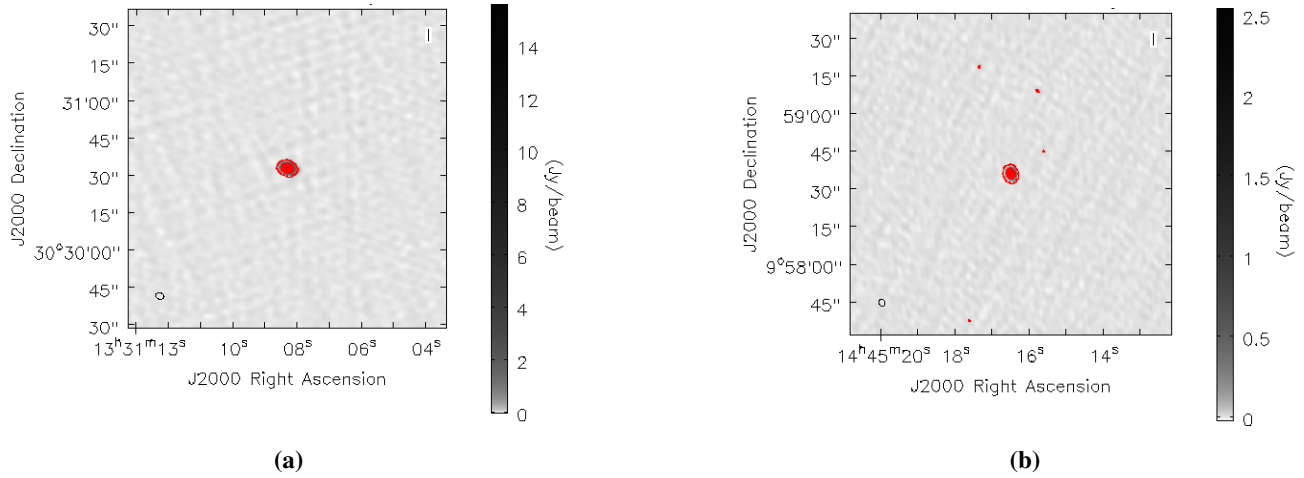 30"
15"
31'00"
45"
30"
15"
30°30'00"
45"
30"
J2000 Declination
13ʰ31ᵐ13ˢ
10ˢ
08ˢ
06ˢ
04ˢ
J2000 Right Ascension
I
14
12
10
8
6
4
2
0
(Jy/beam)
(a)
30"
15"
59'00"
45"
30"
15"
9°58'00"
45"
J2000 Declination
14ʰ45ᵐ20ˢ
18ˢ
16ˢ
14ˢ
J2000 Right Ascension
I
2.5
2
1.5
1
0.5
0
(Jy/beam)
(b)